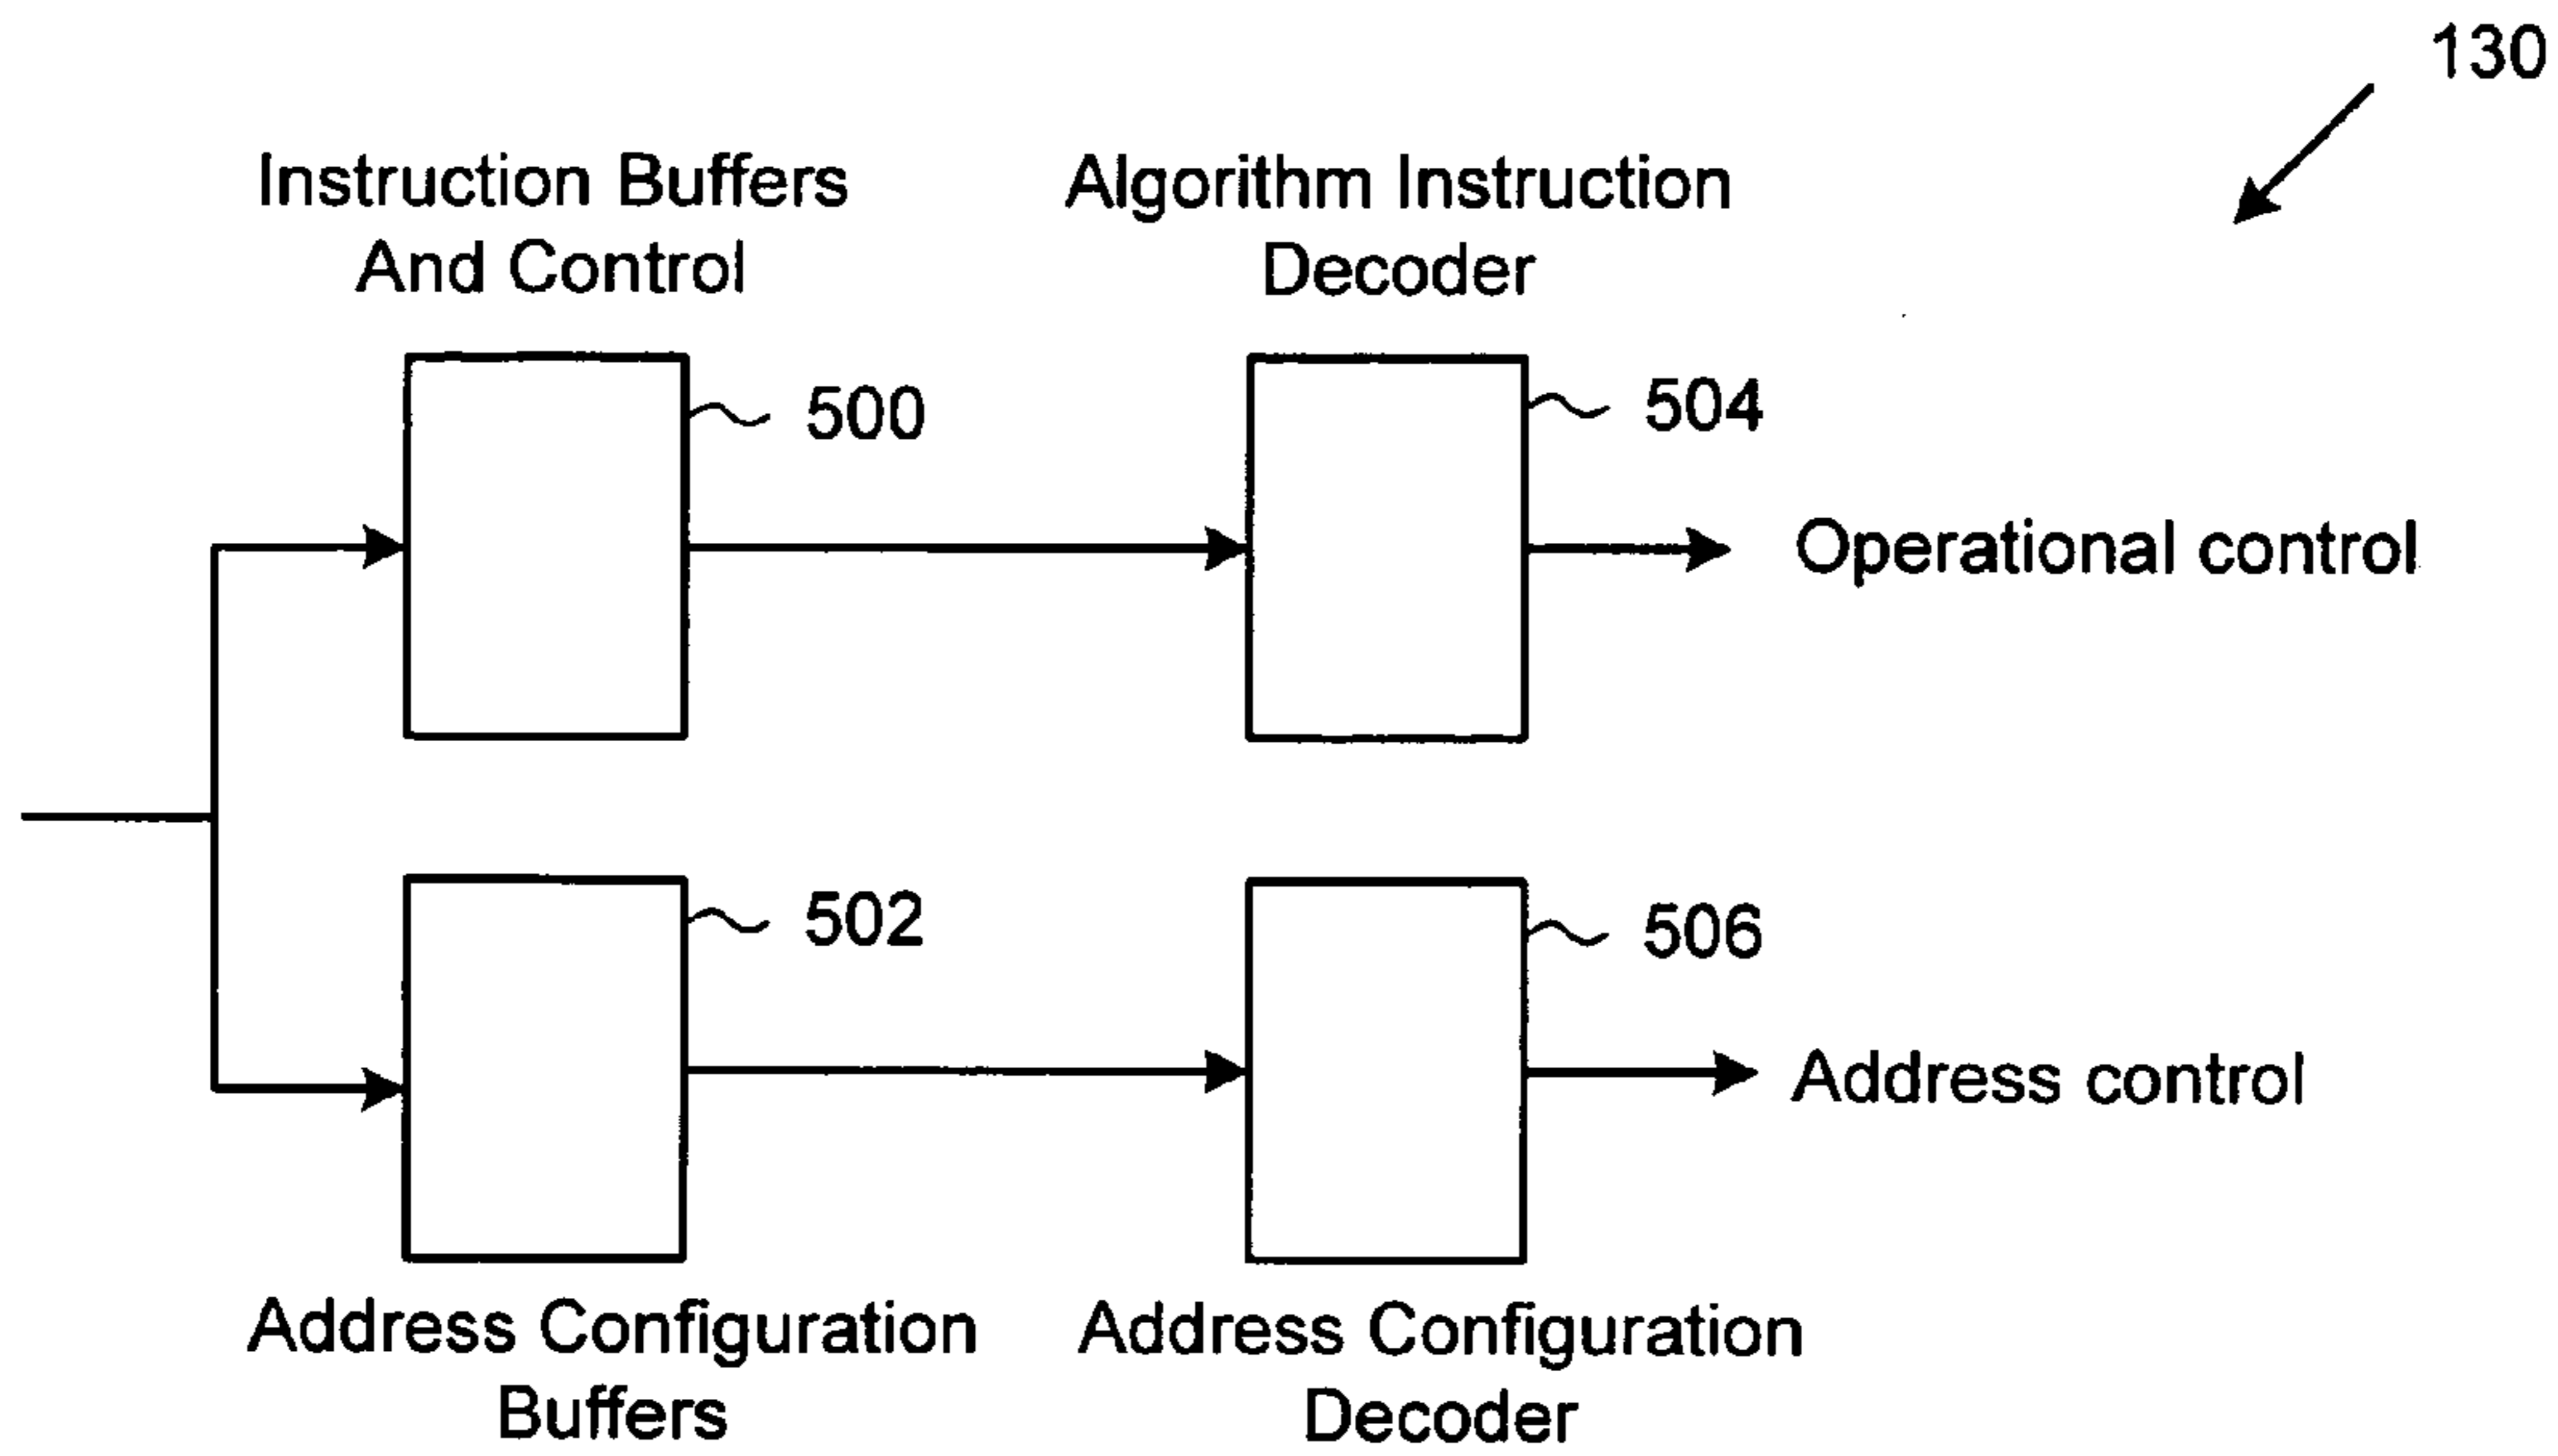 130
Instruction Buffers
And Control
Algorithm Instruction
Decoder
500
504
Operational control
502
506
Address control
Address Configuration
Buffers
Address Configuration
Decoder